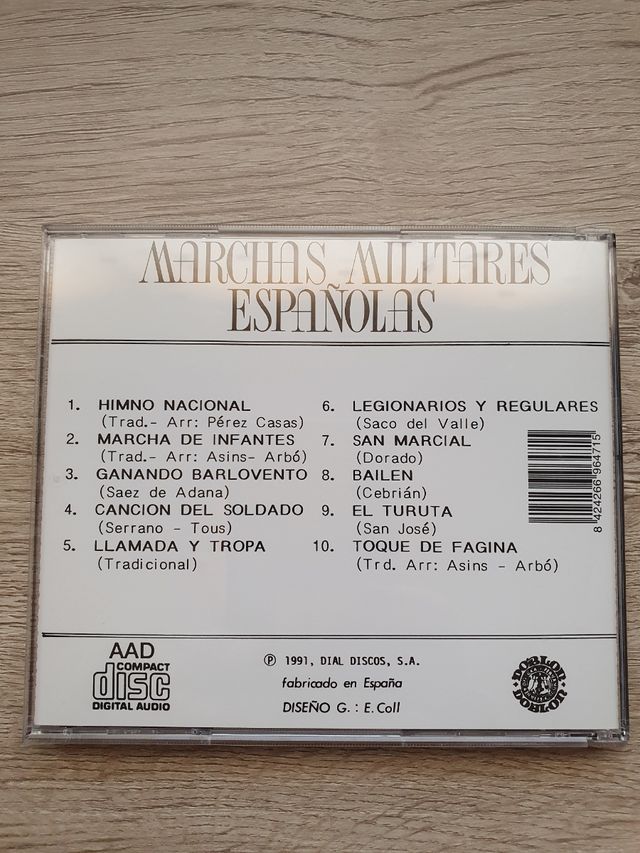 MARCHAS MILITARES
ESPAÑOLAS
1. HIMNO NACIONAL
(Trad.- Arr: Pérez Casas)
2. MARCHA DE INFANTES
(Trad.- Arr: Asins- Arbó)
3. GANANDO BARLOVENTO
(Saez de Adana)
4. CANCION DEL SOLDADO
(Serrano - Tous)
5. LLAMADA Y TROPA
(Tradicional)
6. LEGIONARIOS Y REGULARES
(Saco del Valle)
7. SAN MARCIAL
(Dorado)
8. BAILEN
(Cebrián)
9. EL TURUTA
(San José)
10. TOQUE DE FAGINA
(Trd. Arr: Asins - Arbó)
8 424266 964715
AAD
COMPACT
disc
DIGITAL AUDIO
℗ 1991, DIAL DISCOS, S.A.
fabricado en España
DISEÑO G. : E. Coll
DOBLON
DOBLON